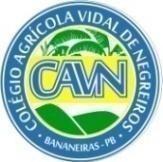 COLÉGIO AGRÍCOLA VIDAL DE NEGREIROS
CAVN
· BANANEIRAS - PB ·